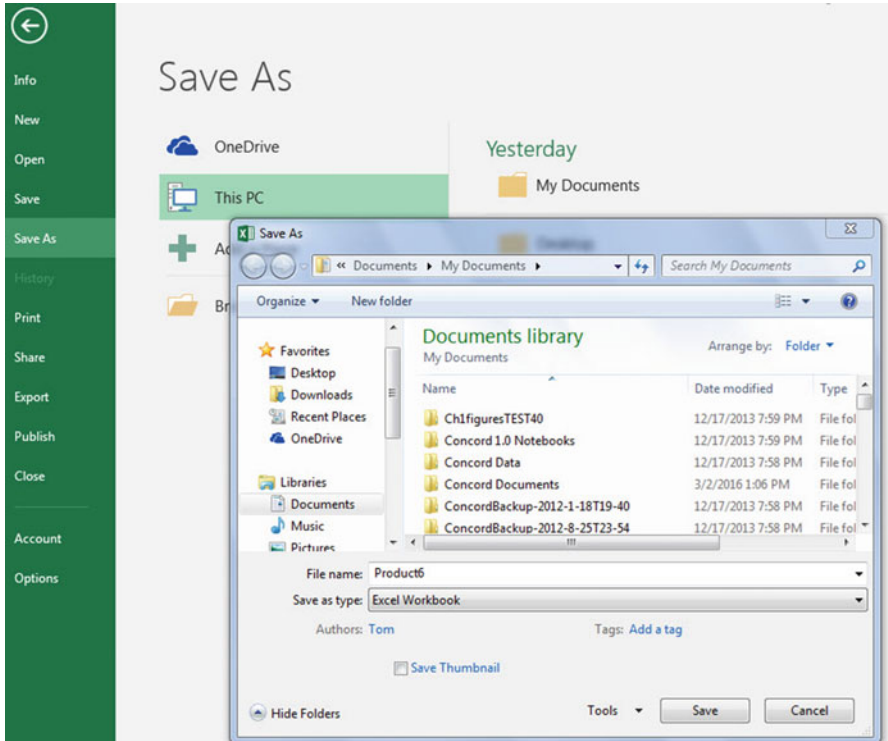 Info
New
Open
Save
Save As
History
Print
Share
Export
Publish
Close
Account
Options
Save As
OneDrive
This PC
Yesterday
My Documents
Save As
« Documents My Documents
Search My Documents
Organize New folder
Favorites
Desktop
Downloads
Recent Places
OneDrive
Libraries
Documents
Music
Pictures
Documents library
My Documents
Arrange by: Folder
Name Date modified Type
Ch1figuresTEST40 12/17/2013 7:59 PM File fol
Concord 1.0 Notebooks 12/17/2013 7:59 PM File fol
Concord Data 12/17/2013 7:58 PM File fol
Concord Documents 3/2/2016 1:06 PM File fol
ConcordBackup-2012-1-18T19-40 12/17/2013 7:58 PM File fol
ConcordBackup-2012-8-25T23-54 12/17/2013 7:58 PM File fol
File name: Product6
Save as type: Excel Workbook
Authors: Tom Tags: Add a tag
Save Thumbnail
Hide Folders Tools Save Cancel